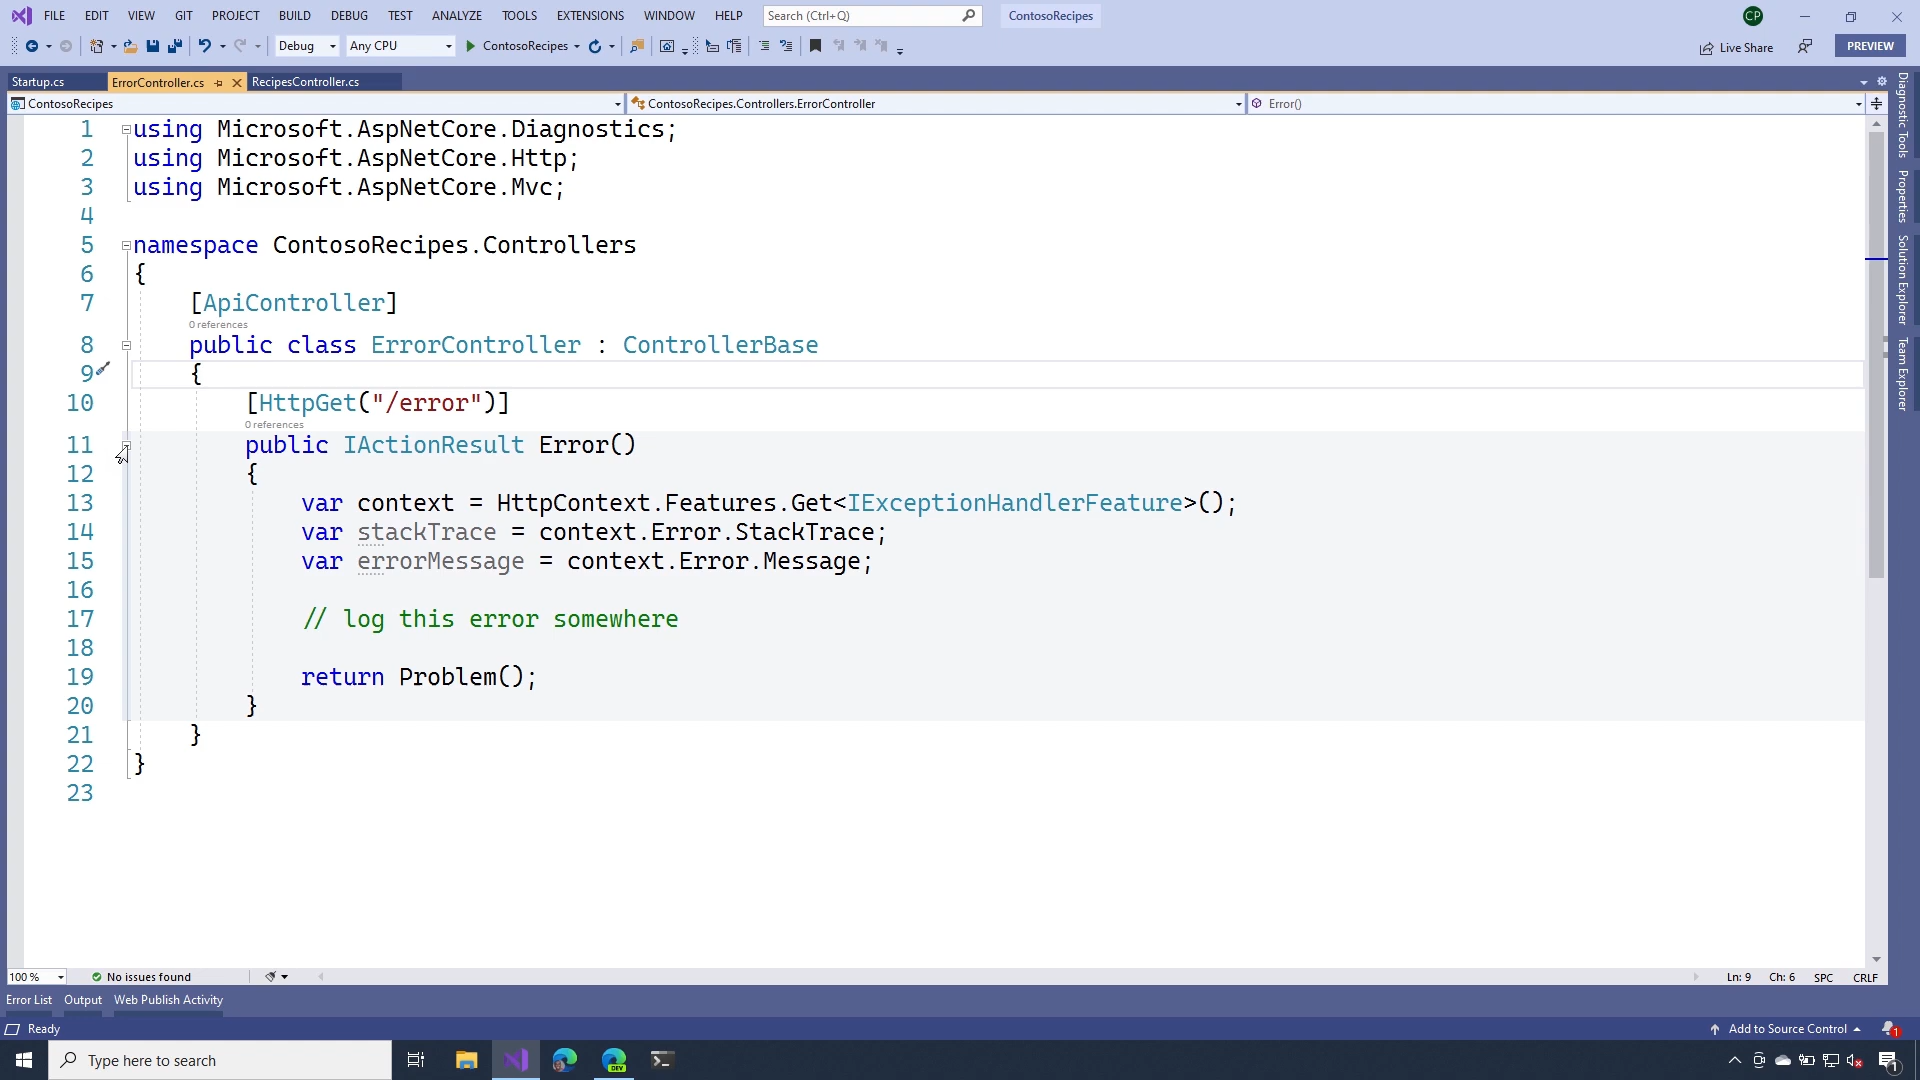 FILE EDIT VIEW GIT PROJECT BUILD DEBUG TEST ANALYZE TOOLS EXTENSIONS WINDOW HELP Search (Ctrl+Q) ContosoRecipes CP
Debug Any CPU ContosoRecipes Live Share PREVIEW
Startup.cs ErrorController.cs RecipesController.cs
ContosoRecipes ContosoRecipes.Controllers.ErrorController Error()
1 using Microsoft.AspNetCore.Diagnostics;
2 using Microsoft.AspNetCore.Http;
3 using Microsoft.AspNetCore.Mvc;
4
5 namespace ContosoRecipes.Controllers
6 {
7 [ApiController]
0 references
8 public class ErrorController : ControllerBase
9 {
10 [HttpGet("/error")]
0 references
11 public IActionResult Error()
12 {
13 var context = HttpContext.Features.Get<IExceptionHandlerFeature>();
14 var stackTrace = context.Error.StackTrace;
15 var errorMessage = context.Error.Message;
16
17 // log this error somewhere
18
19 return Problem();
20 }
21 }
22 }
23
Diagnostic Tools
Properties
Solution Explorer
Team Explorer
100 % No issues found Ln: 9 Ch: 6 SPC CRLF
Error List Output Web Publish Activity
Ready Add to Source Control 1
Type here to search DEV 1